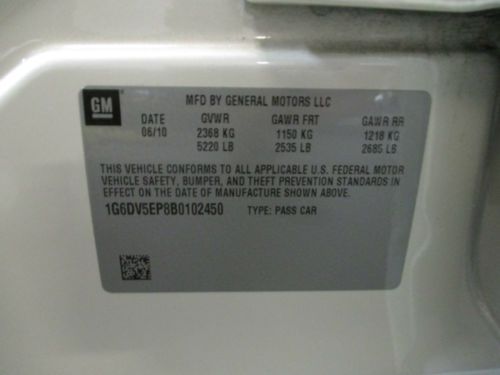 GM
MFD BY GENERAL MOTORS LLC
DATE GVWR GAWR FRT GAWR RR
06/10 2368 KG 1150 KG 1218 KG
5220 LB 2535 LB 2685 LB
THIS VEHICLE CONFORMS TO ALL APPLICABLE U.S. FEDERAL MOTOR
VEHICLE SAFETY, BUMPER, AND THEFT PREVENTION STANDARDS IN
EFFECT ON THE DATE OF MANUFACTURE SHOWN ABOVE.
1G6DV5EP8B0102450 TYPE: PASS CAR